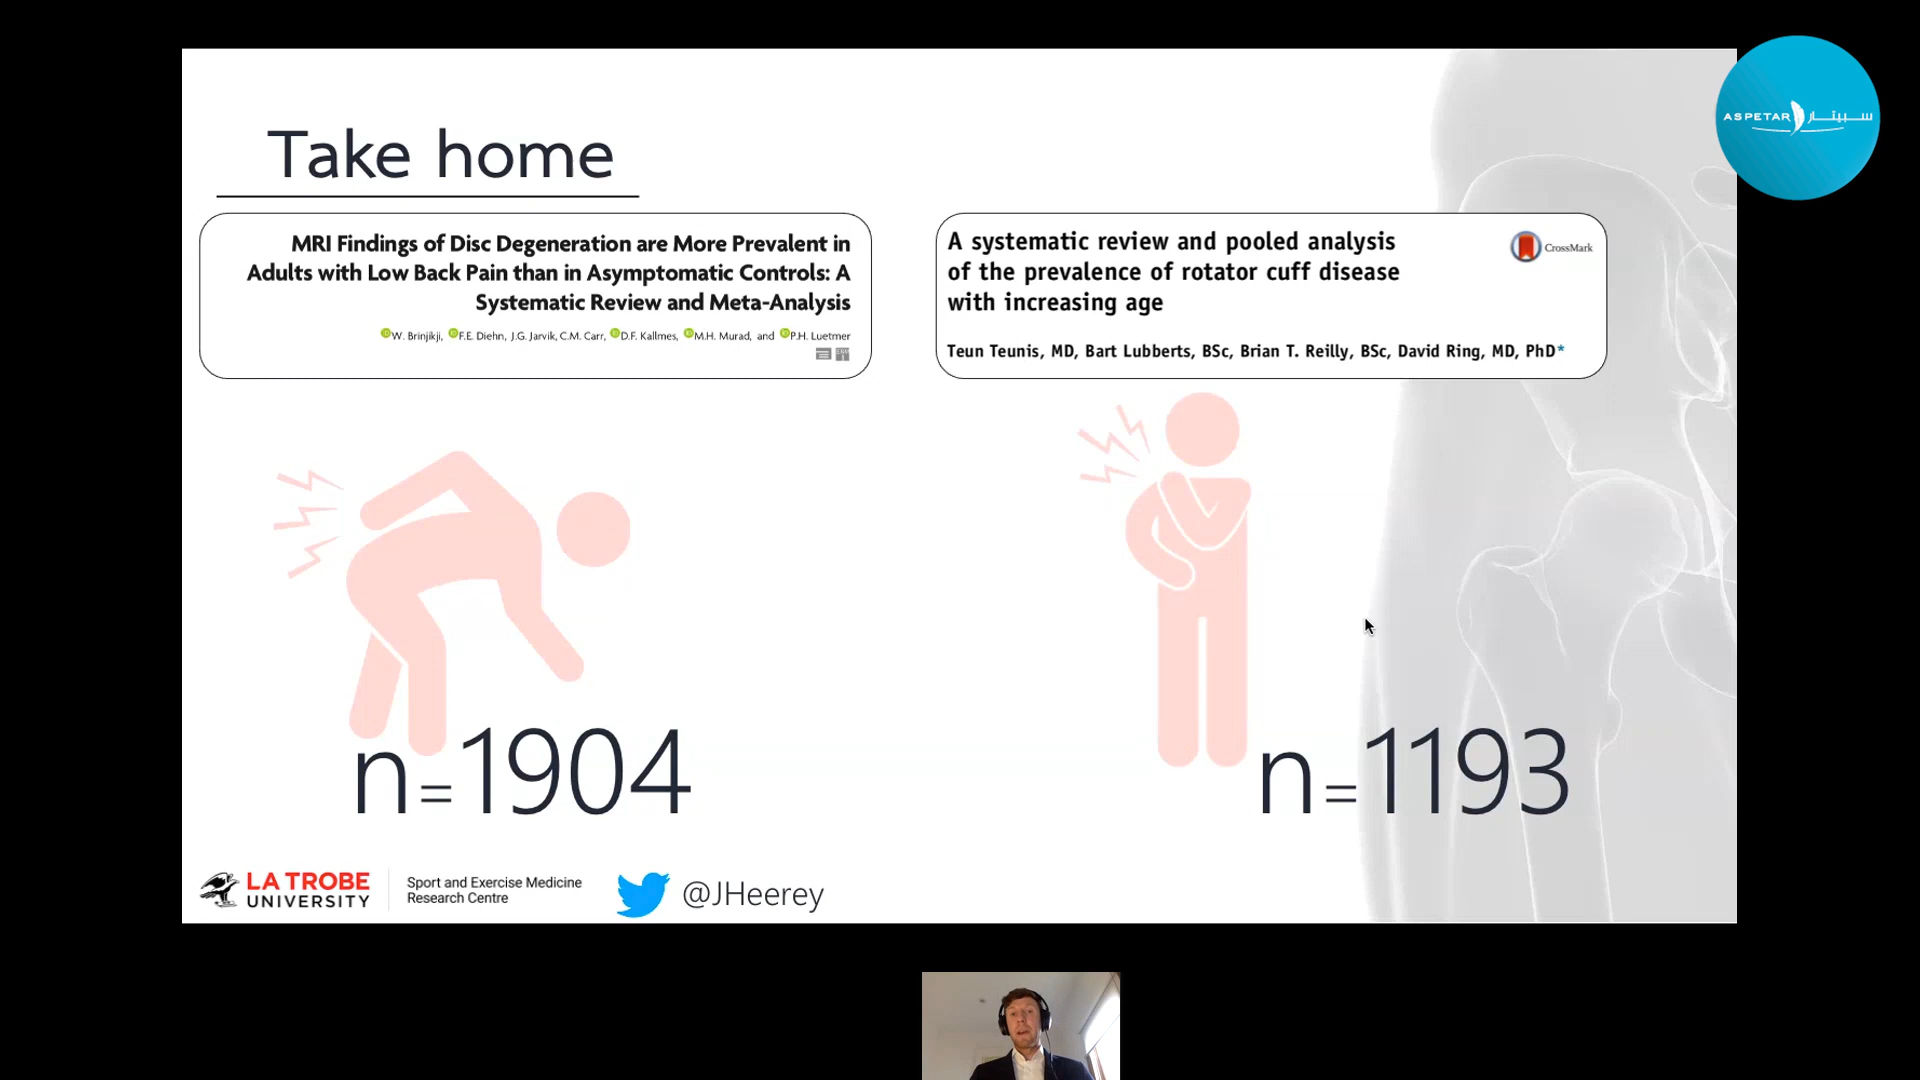 Take home
MRI Findings of Disc Degeneration are More Prevalent in
Adults with Low Back Pain than in Asymptomatic Controls: A
Systematic Review and Meta-Analysis
W. Brinjikji, F.E. Diehn, J.G. Jarvik, C.M. Carr, D.F. Kallmes, M.H. Murad, and P.H. Luetmer
A systematic review and pooled analysis
of the prevalence of rotator cuff disease
with increasing age
CrossMark
Teun Teunis, MD, Bart Lubberts, BSc, Brian T. Reilly, BSc, David Ring, MD, PhD*
n=1904
n=1193
LA TROBE
UNIVERSITY
Sport and Exercise Medicine
Research Centre
@JHeerey
ASPETAR سبيتار